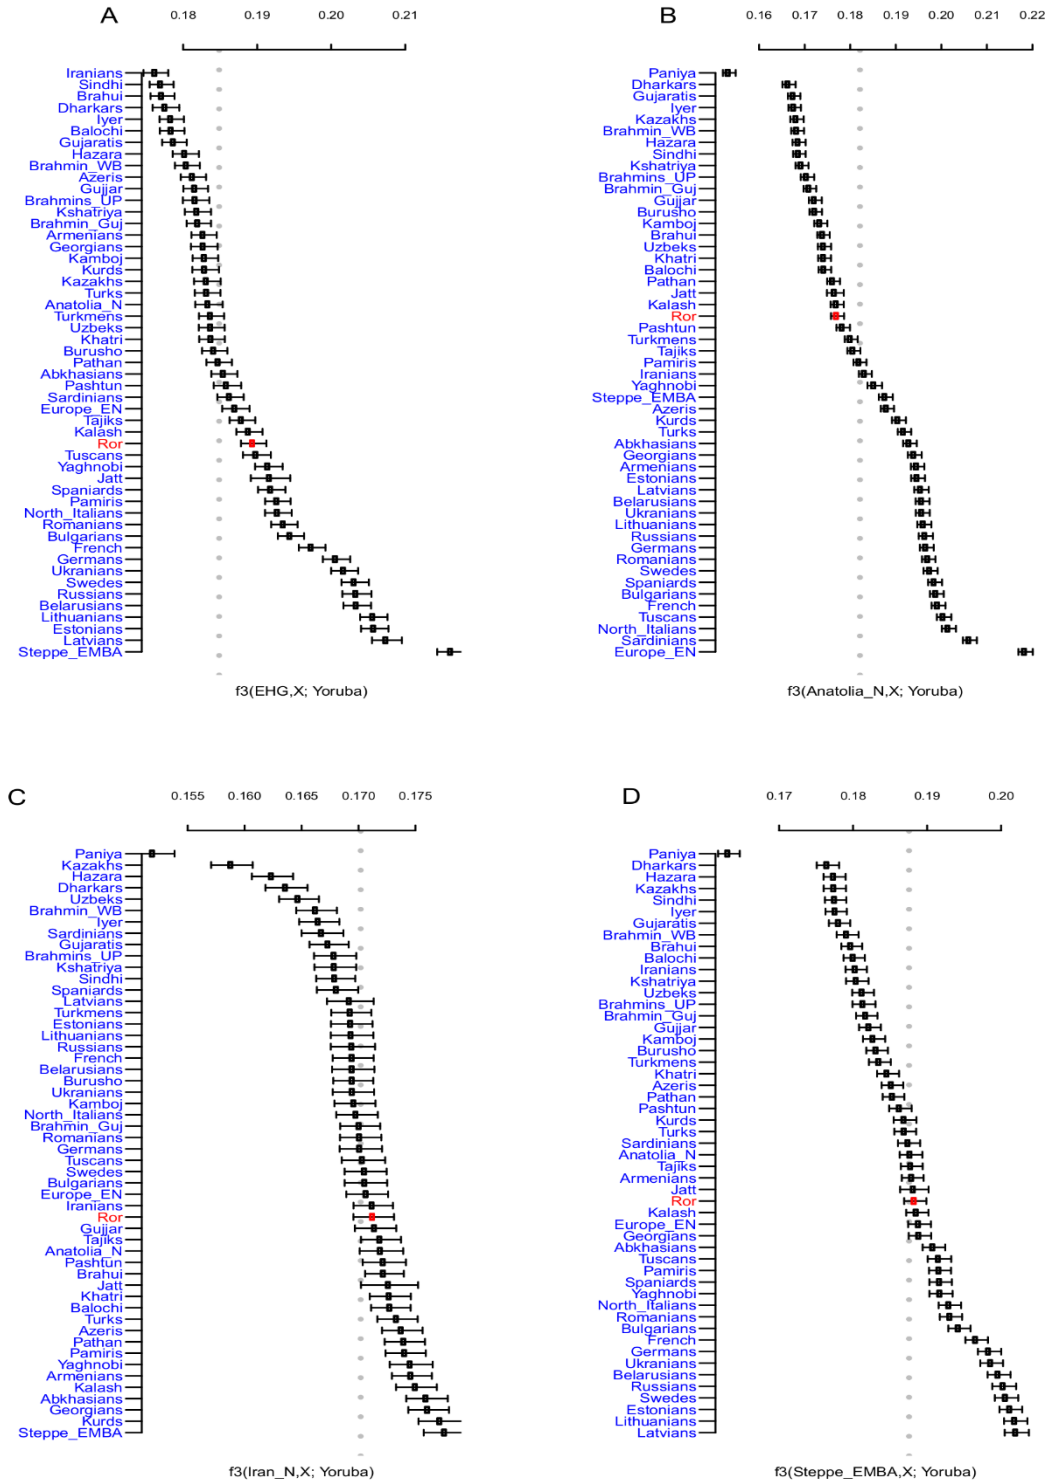 A
0.18 0.19 0.20 0.21
Iranians
Sindhi
Brahui
Dharkars
Iyer
Balochi
Gujaratis
Hazara
Brahmin_WB
Azeris
Gujjar
Brahmins_UP
Kshatriya
Brahmin_Guj
Armenians
Georgians
Kamboj
Kurds
Kazakhs
Turks
Anatolia_N
Turkmens
Uzbeks
Khatri
Burusho
Pathan
Abkhasians
Pashtun
Sardinians
Europe_EN
Tajiks
Kalash
Ror
Tuscans
Yaghnobi
Jatt
Spaniards
Pamiris
North_Italians
Romanians
Bulgarians
French
Germans
Ukranians
Swedes
Russians
Belarusians
Lithuanians
Estonians
Latvians
Steppe_EMBA
f3(EHG,X; Yoruba)
B
0.16 0.17 0.18 0.19 0.20 0.21 0.22
Paniya
Dharkars
Gujaratis
Iyer
Kazakhs
Brahmin_WB
Hazara
Sindhi
Kshatriya
Brahmins_UP
Brahmin_Guj
Gujjar
Burusho
Kamboj
Brahui
Uzbeks
Khatri
Balochi
Pathan
Jatt
Kalash
Ror
Pashtun
Turkmens
Tajiks
Pamiris
Iranians
Yaghnobi
Steppe_EMBA
Azeris
Kurds
Turks
Abkhasians
Georgians
Armenians
Estonians
Latvians
Belarusians
Ukranians
Lithuanians
Russians
Germans
Romanians
Swedes
Spaniards
Bulgarians
French
Tuscans
North_Italians
Sardinians
Europe_EN
f3(Anatolia_N,X; Yoruba)
C
0.155 0.160 0.165 0.170 0.175
Paniya
Kazakhs
Hazara
Dharkars
Uzbeks
Brahmin_WB
Iyer
Sardinians
Gujaratis
Brahmins_UP
Kshatriya
Sindhi
Spaniards
Latvians
Turkmens
Estonians
Lithuanians
Russians
French
Belarusians
Burusho
Ukranians
Kamboj
North_Italians
Brahmin_Guj
Romanians
Germans
Tuscans
Swedes
Bulgarians
Europe_EN
Iranians
Ror
Gujjar
Tajiks
Anatolia_N
Pashtun
Brahui
Jatt
Khatri
Balochi
Turks
Azeris
Pathan
Pamiris
Yaghnobi
Armenians
Kalash
Abkhasians
Georgians
Kurds
Steppe_EMBA
f3(Iran_N,X; Yoruba)
D
0.17 0.18 0.19 0.20
Paniya
Dharkars
Hazara
Kazakhs
Sindhi
Iyer
Gujaratis
Brahmin_WB
Brahui
Balochi
Iranians
Kshatriya
Uzbeks
Brahmins_UP
Brahmin_Guj
Gujjar
Kamboj
Burusho
Turkmens
Khatri
Azeris
Pathan
Pashtun
Kurds
Turks
Sardinians
Anatolia_N
Tajiks
Armenians
Jatt
Ror
Kalash
Europe_EN
Georgians
Abkhasians
Tuscans
Pamiris
Spaniards
Yaghnobi
North_Italians
Romanians
Bulgarians
French
Germans
Ukranians
Belarusians
Russians
Swedes
Estonians
Lithuanians
Latvians
f3(Steppe_EMBA,X; Yoruba)